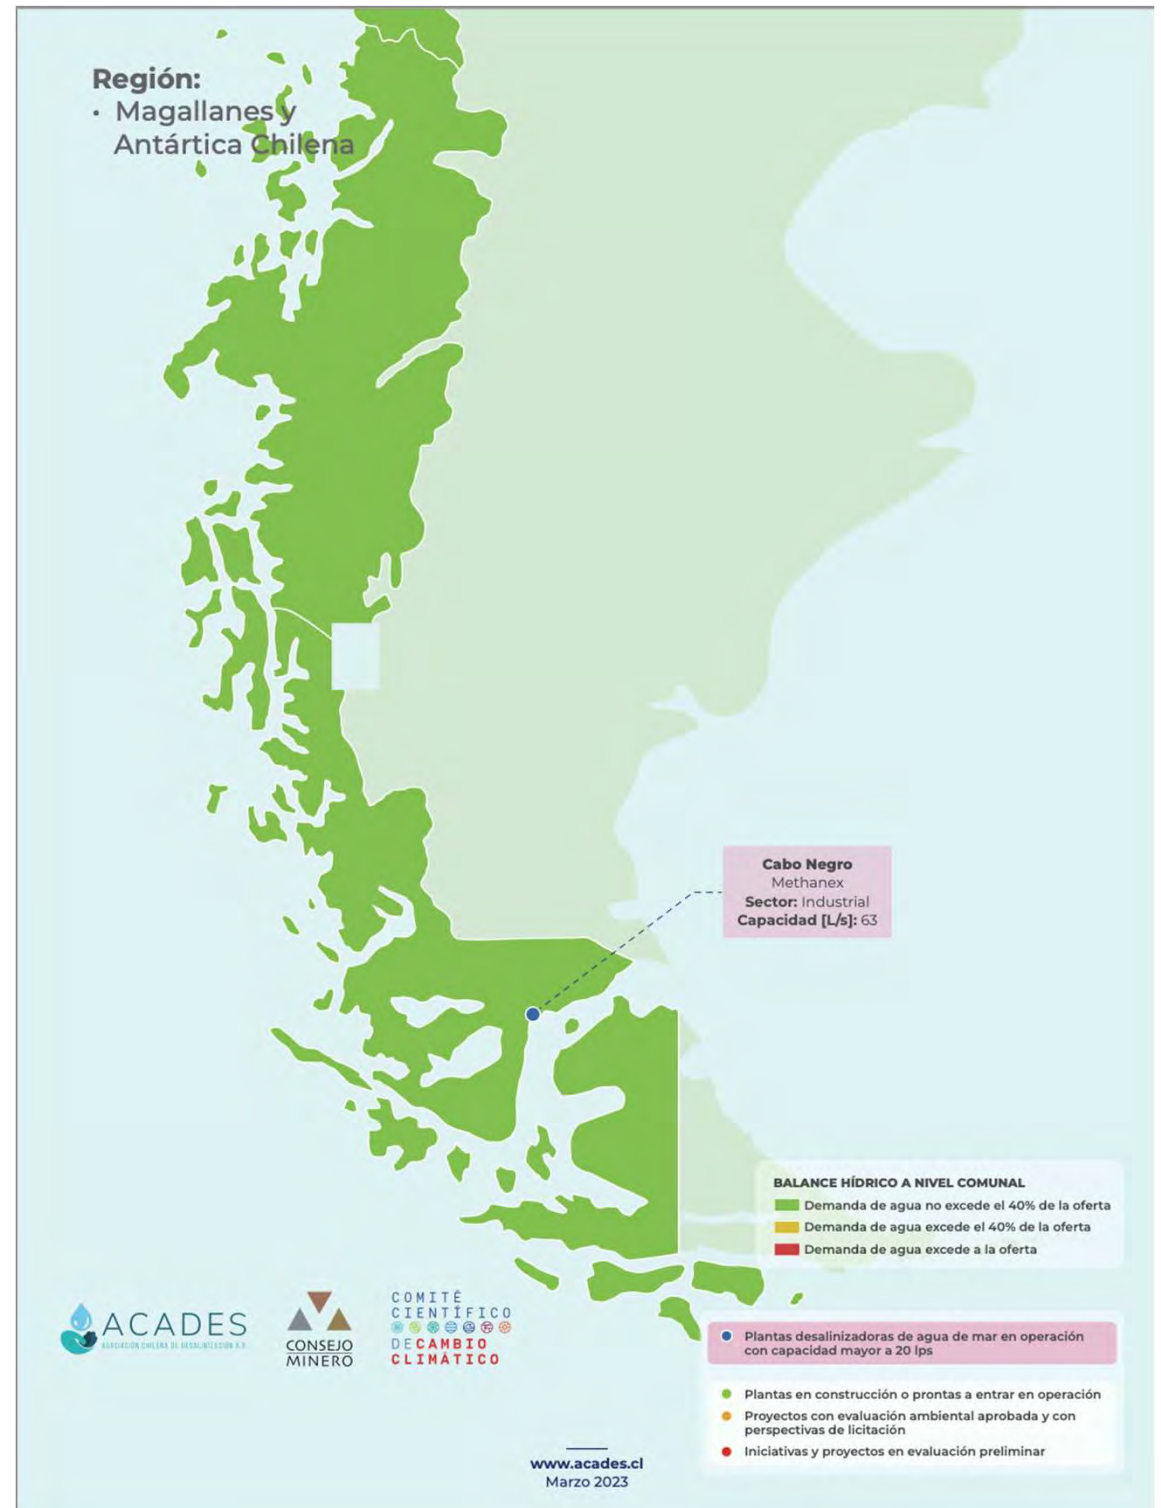 Región:
• Magallanes y
Antártica Chilena
Cabo Negro
Methanex
Sector: Industrial
Capacidad [L/s]: 63
BALANCE HÍDRICO A NIVEL COMUNAL
Demanda de agua no excede el 40% de la oferta
Demanda de agua excede el 40% de la oferta
Demanda de agua excede a la oferta
ACADES
ASOCIACIÓN CHILENA DE DESALINIZACIÓN A.G.
CONSEJO
MINERO
COMITÉ
CIENTÍFICO
DE CAMBIO
CLIMÁTICO
Plantas desalinizadoras de agua de mar en operación
con capacidad mayor a 20 lps
Plantas en construcción o prontas a entrar en operación
Proyectos con evaluación ambiental aprobada y con
perspectivas de licitación
Iniciativas y proyectos en evaluación preliminar
www.acades.cl
Marzo 2023